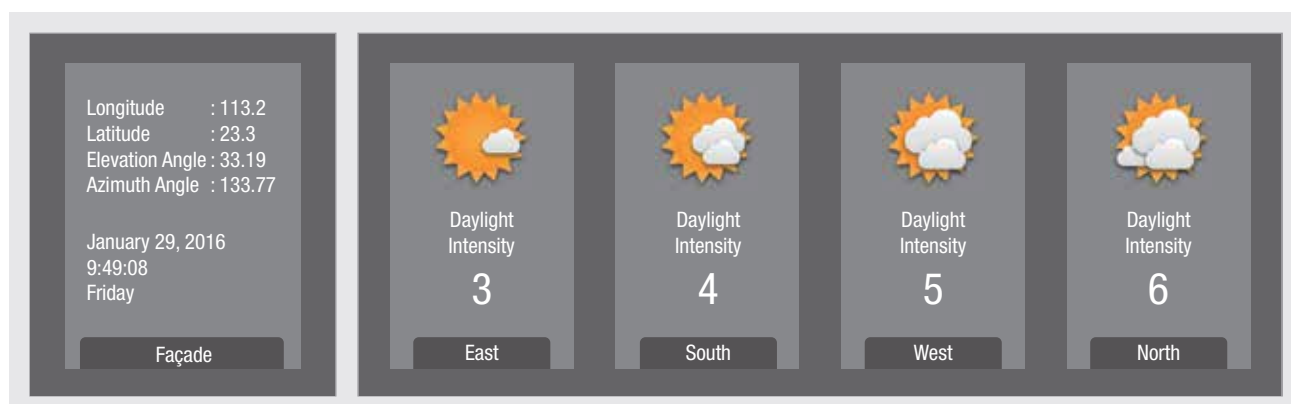 Longitude : 113.2
Latitude : 23.3
Elevation Angle : 33.19
Azimuth Angle : 133.77
January 29, 2016
9:49:08
Friday
Façade
Daylight
Intensity
3
East
Daylight
Intensity
4
South
Daylight
Intensity
5
West
Daylight
Intensity
6
North